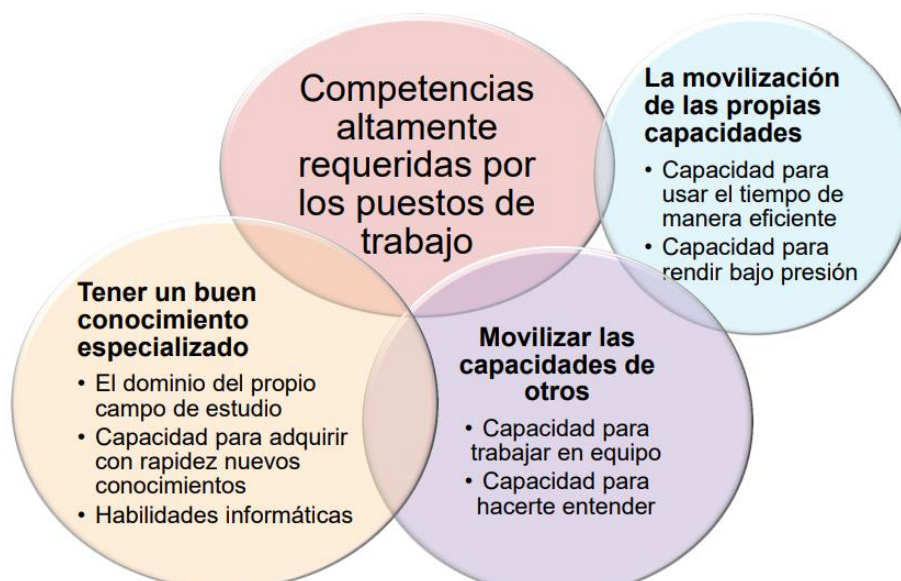 Competencias
altamente
requeridas por
los puestos de
trabajo
La movilización
de las propias
capacidades
• Capacidad para
usar el tiempo de
manera eficiente
• Capacidad para
rendir bajo presión
Tener un buen
conocimiento
especializado
• El dominio del propio
campo de estudio
• Capacidad para adquirir
con rapidez nuevos
conocimientos
• Habilidades informáticas
Movilizar las
capacidades de
otros
• Capacidad para
trabajar en equipo
• Capacidad para
hacerte entender